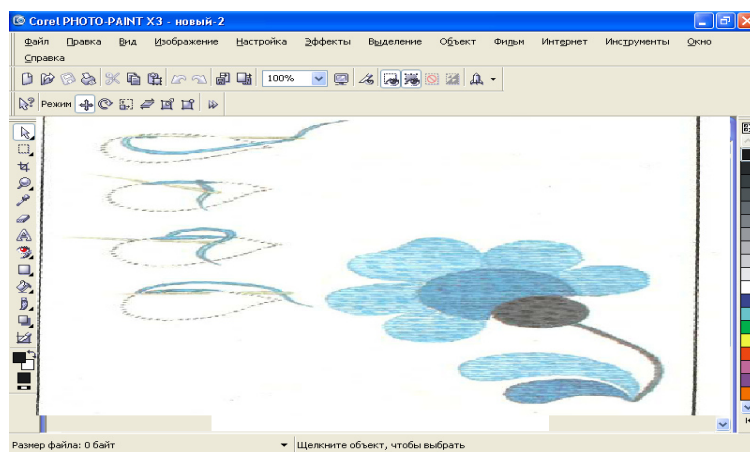 Corel PHOTO-PAINT X3 - новый-2
Файл Правка Вид Изображение Настройка Эффекты Выделение Объект Фильм Интернет Инструменты Окно
Справка
100%
Режим
Размер файла: 0 байт Щелкните объект, чтобы выбрать